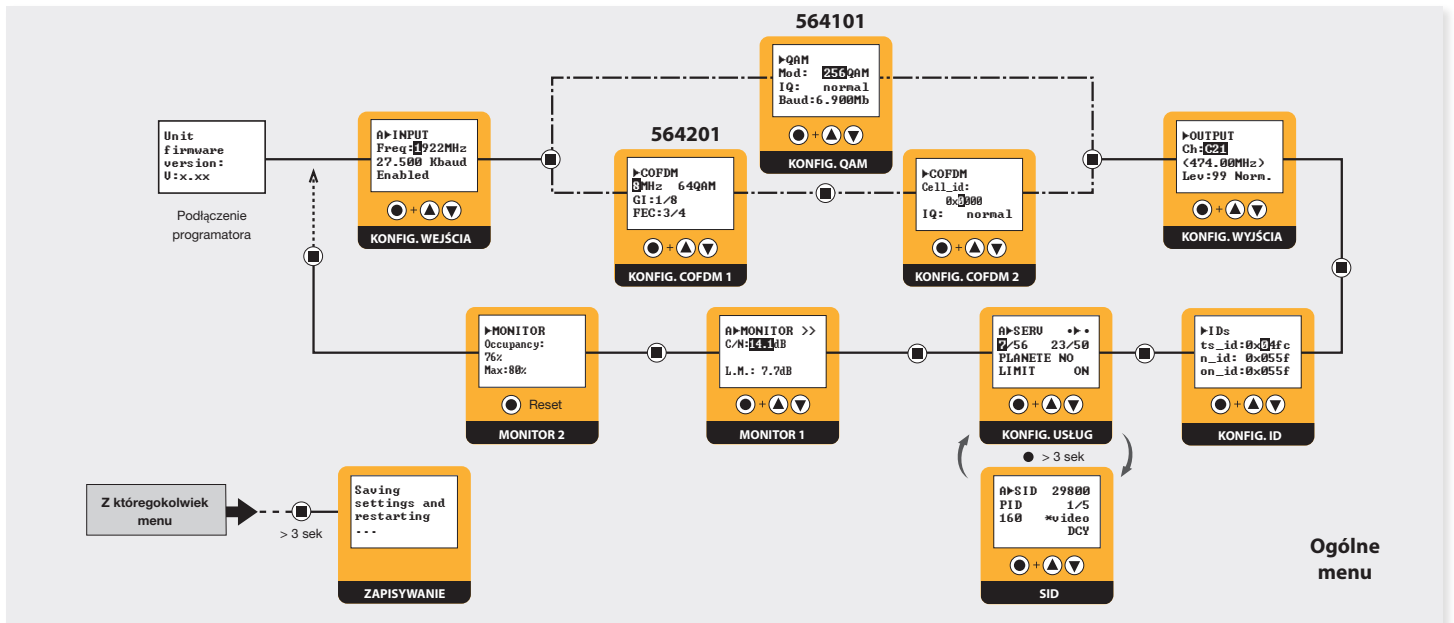 564101
►QAM
Mod: 256QAM
IQ: normal
Baud:6.900Mb
+
KONFIG. QAM
Unit
firmware
version:
V:x.xx
Podłączenie
programatora
A►INPUT
Freq:1922MHz
27.500 Kbaud
Enabled
+
KONFIG. WEJŚCIA
564201
►COFDM
8MHz 64QAM
GI:1/8
FEC:3/4
+
KONFIG. COFDM 1
►COFDM
Cell_id:
0x0000
IQ: normal
+
KONFIG. COFDM 2
►OUTPUT
Ch:C21
(474.00MHz)
Lev:99 Norm.
+
KONFIG. WYJŚCIA
►MONITOR
Occupancy:
76%
Max:80%
Reset
MONITOR 2
A►MONITOR >>
C/N:14.1dB
L.M.: 7.7dB
+
MONITOR 1
A►SERV •►•
?/56 23/50
PLANETE NO
LIMIT ON
+
KONFIG. USŁUG
● > 3 sek
►IDs
ts_id:0x04fc
n_id: 0x055f
on_id:0x055f
+
KONFIG. ID
A►SID 29800
PID 1/5
160 *video
DCY
+
SID
Z któregokolwiek
menu
> 3 sek
Saving
settings and
restarting
...
ZAPISYWANIE
Ogólne
menu